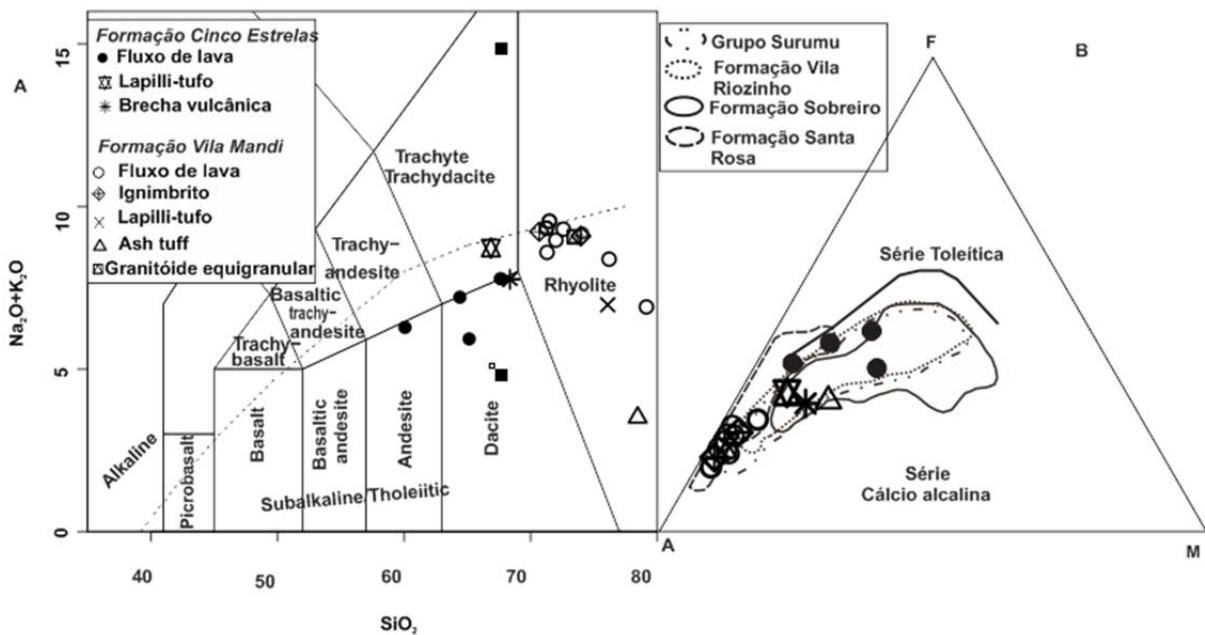 A
Formação Cinco Estrelas
Fluxo de lava
Lapilli-tufo
Brecha vulcânica
Formação Vila Mandi
Fluxo de lava
Ignimbrito
Lapilli-tufo
Ash tuff
Granitóide equigranular
Na₂O+K₂O
15
10
5
0
Trachyte
Trachydacite
Trachy-
andesite
Basaltic
trachy-
andesite
Trachy-
basalt
Rhyolite
Alkaline
Picrobasalt
Basalt
Basaltic
andesite
Andesite
Dacite
Subalkaline/Tholeiitic
40
50
60
70
80
SiO₂
B
Grupo Surumu
Formação Vila
Riozinho
Formação Sobreiro
Formação Santa
Rosa
F
Série Toleítica
Série
Cálcio alcalina
A
M